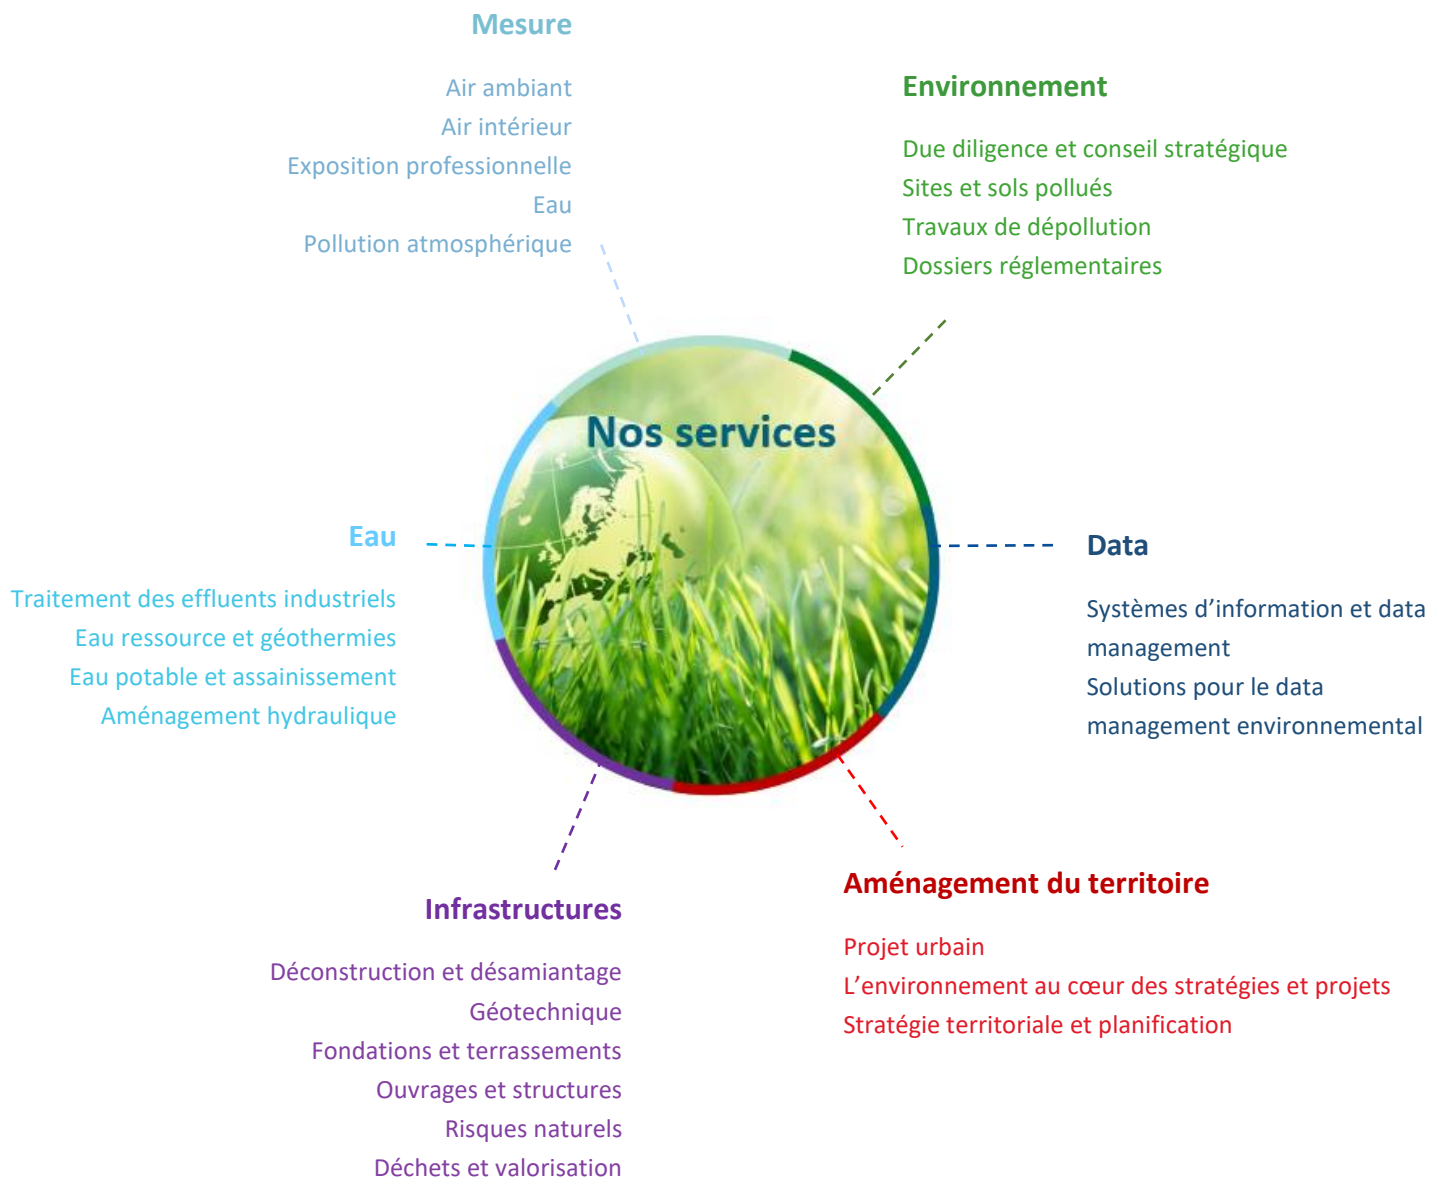 Mesure
Air ambiant
Air intérieur
Exposition professionnelle
Eau
Pollution atmosphérique
Environnement
Due diligence et conseil stratégique
Sites et sols pollués
Travaux de dépollution
Dossiers réglementaires
Nos services
Eau
Traitement des effluents industriels
Eau ressource et géothermies
Eau potable et assainissement
Aménagement hydraulique
Data
Systèmes d’information et data
management
Solutions pour le data
management environnemental
Infrastructures
Déconstruction et désamiantage
Géotechnique
Fondations et terrassements
Ouvrages et structures
Risques naturels
Déchets et valorisation
Aménagement du territoire
Projet urbain
L’environnement au cœur des stratégies et projets
Stratégie territoriale et planification